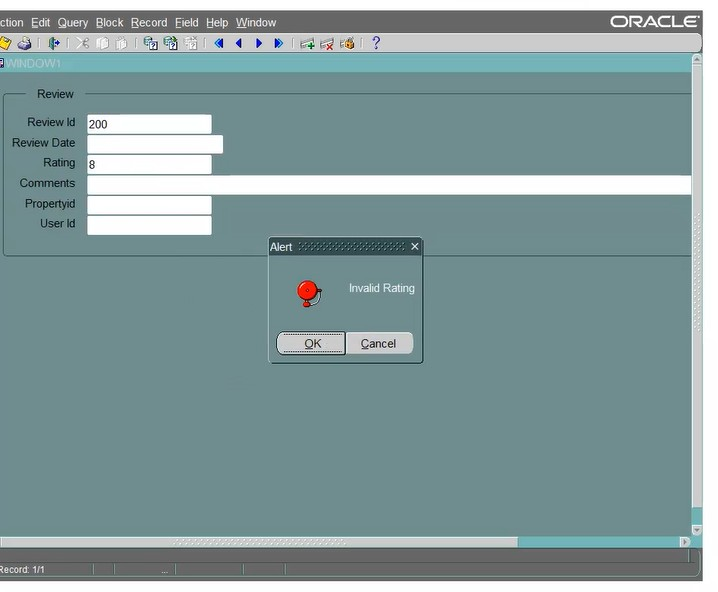 ction Edit Query Block Record Field Help Window ORACLE
WINDOW1
Review
Review Id 200
Review Date
Rating 8
Comments
Propertyid
User Id
Alert
Invalid Rating
OK Cancel
Record: 1/1 ...